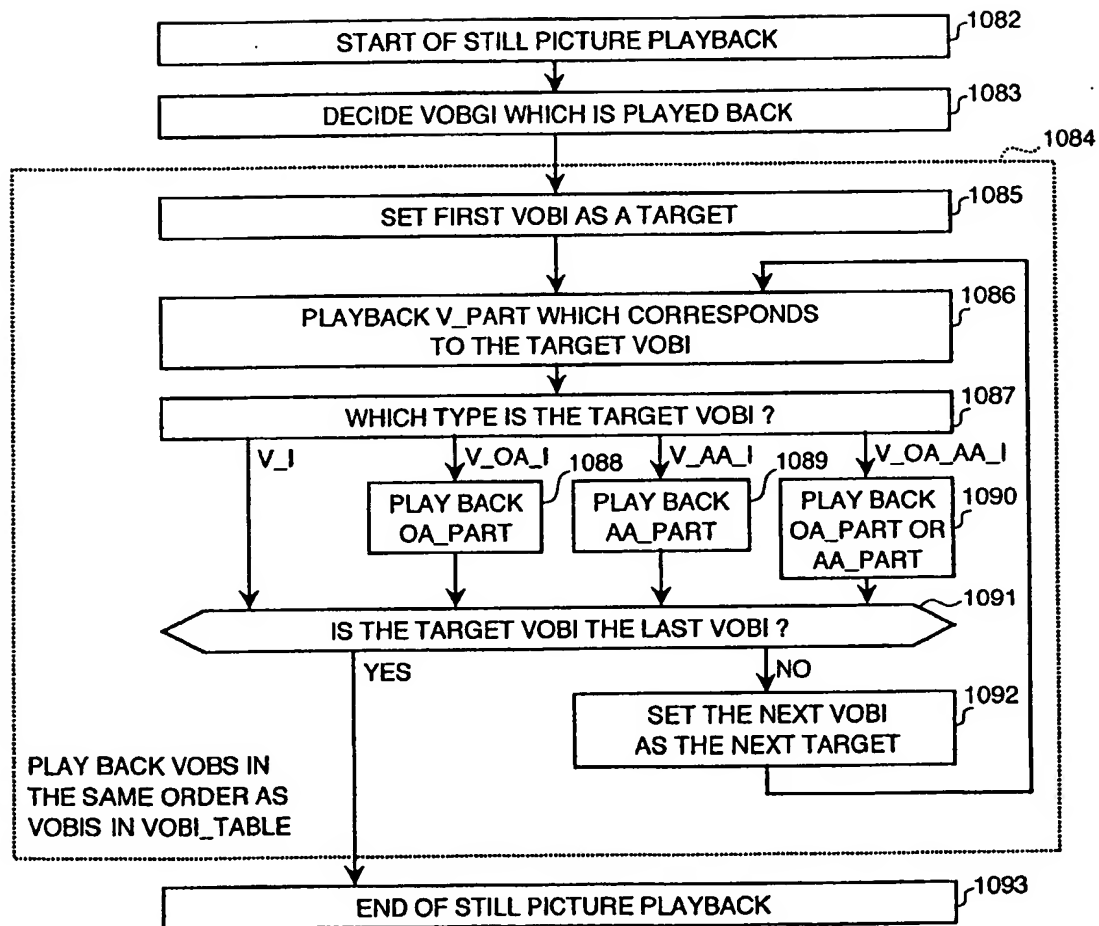 1082
START OF STILL PICTURE PLAYBACK
1083
DECIDE VOBGI WHICH IS PLAYED BACK
1084
1085
SET FIRST VOBI AS A TARGET
1086
PLAYBACK V_PART WHICH CORRESPONDS
TO THE TARGET VOBI
1087
WHICH TYPE IS THE TARGET VOBI ?
V_I
V_OA_I
1088
V_AA_I
1089
V_OA_AA_I
PLAY BACK
OA_PART
PLAY BACK
AA_PART
PLAY BACK
OA_PART OR
AA_PART
1090
1091
IS THE TARGET VOBI THE LAST VOBI ?
YES
NO
1092
SET THE NEXT VOBI
AS THE NEXT TARGET
PLAY BACK VOBS IN
THE SAME ORDER AS
VOBIS IN VOBI_TABLE
1093
END OF STILL PICTURE PLAYBACK